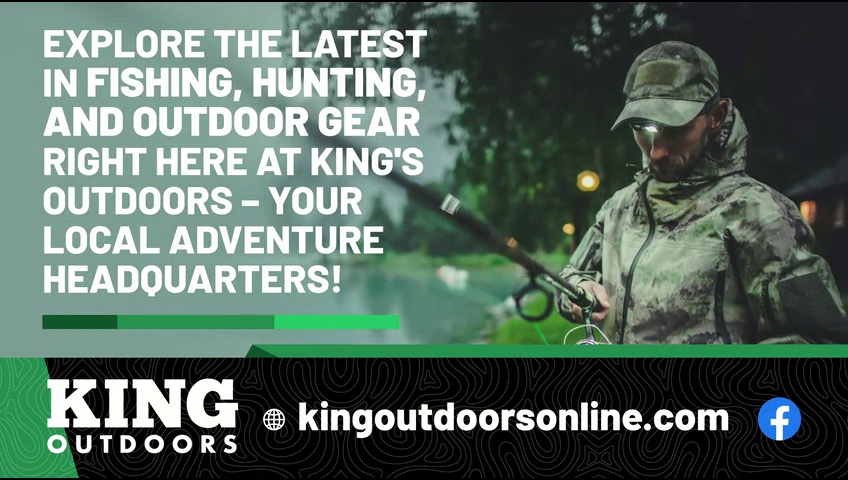 EXPLORE THE LATEST
IN FISHING, HUNTING,
AND OUTDOOR GEAR
RIGHT HERE AT KING'S
OUTDOORS – YOUR
LOCAL ADVENTURE
HEADQUARTERS!
KING
OUTDOORS
kingoutdoorsonline.com